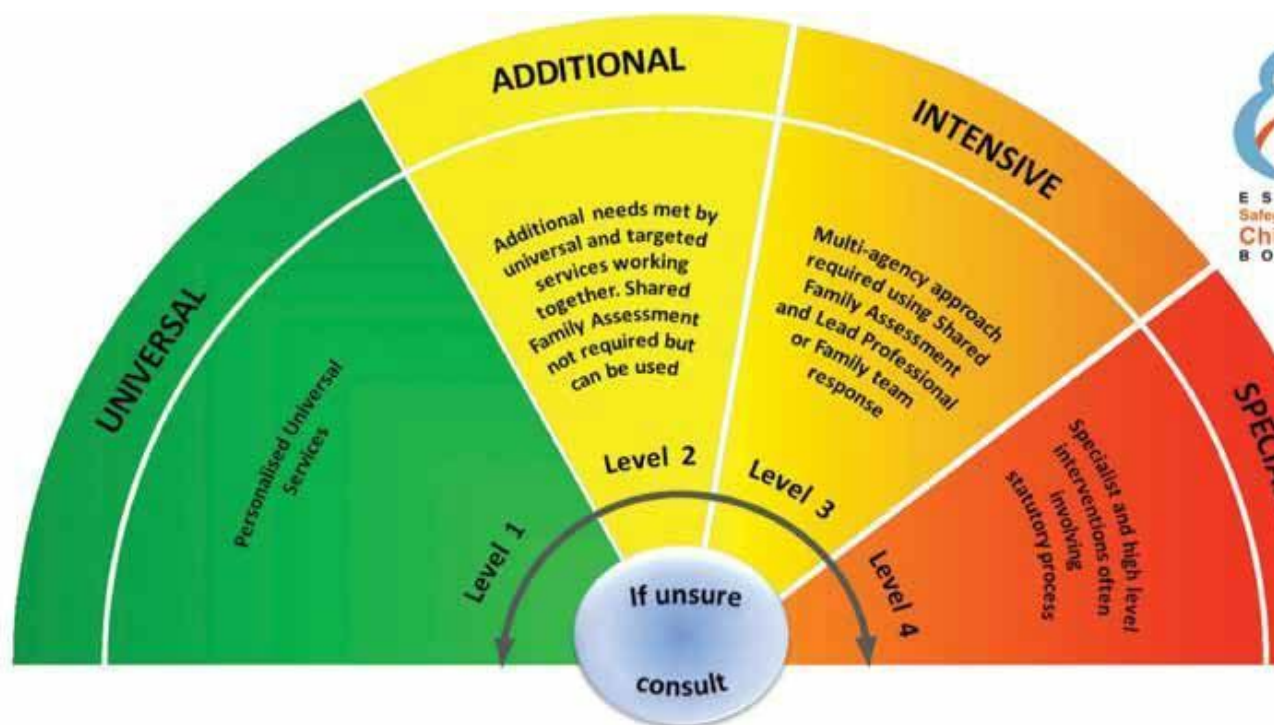 UNIVERSAL
Personalised Universal
Services
Level 1
ADDITIONAL
Additional needs met by
universal and targeted
services working
together. Shared
Family Assessment
not required but
can be used
Level 2
INTENSIVE
Multi-agency approach
required using Shared
Family Assessment
and Lead Professional
or Family team
response
Level 3
SPECIA
Specialist and high level
interventions often
involving
statutory process
Level 4
If unsure
consult
E S
Safeg
Chi
B O